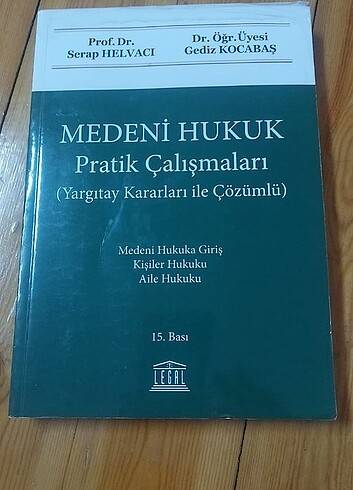 Prof. Dr.
Serap HELVACI
Dr. Öğr. Üyesi
Gediz KOCABAŞ
MEDENİ HUKUK
Pratik Çalışmaları
(Yargıtay Kararları ile Çözümlü)
Medeni Hukuka Giriş
Kişiler Hukuku
Aile Hukuku
15. Bası
LEGAL